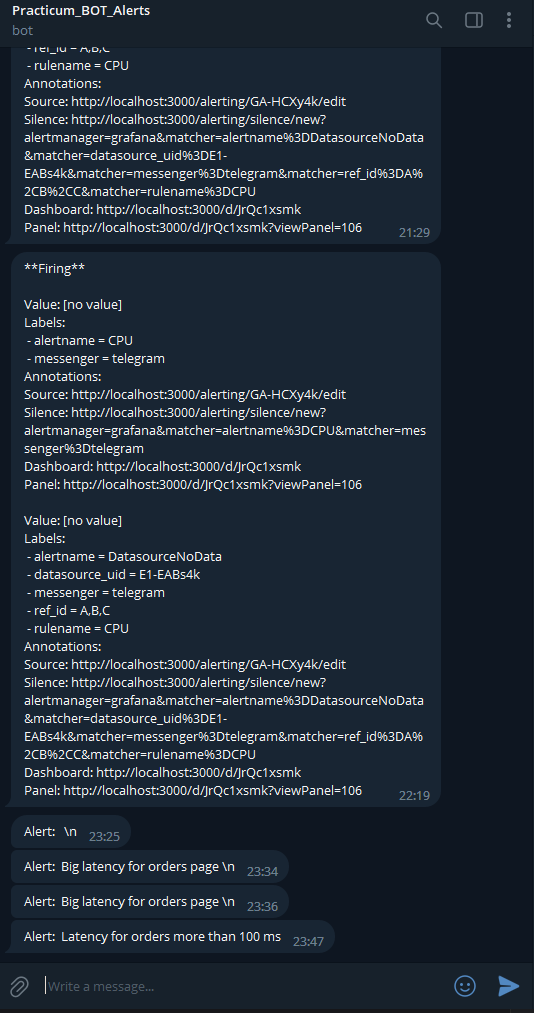 Practicum_BOT_Alerts
bot
- ref_id = A,B,C
- rulename = CPU
Annotations:
Source: http://localhost:3000/alerting/GA-HCXy4k/edit
Silence: http://localhost:3000/alerting/silence/new?
alertmanager=grafana&matcher=alertname%3DDatasourceNoData
&matcher=datasource_uid%3DE1-
EABs4k&matcher=messenger%3Dtelegram&matcher=ref_id%3DA%
2CB%2CC&matcher=rulename%3DCPU
Dashboard: http://localhost:3000/d/JrQc1xsmk
Panel: http://localhost:3000/d/JrQc1xsmk?viewPanel=106
21:29
**Firing**
Value: [no value]
Labels:
- alertname = CPU
- messenger = telegram
Annotations:
Source: http://localhost:3000/alerting/GA-HCXy4k/edit
Silence: http://localhost:3000/alerting/silence/new?
alertmanager=grafana&matcher=alertname%3DCPU&matcher=mes
senger%3Dtelegram
Dashboard: http://localhost:3000/d/JrQc1xsmk
Panel: http://localhost:3000/d/JrQc1xsmk?viewPanel=106
Value: [no value]
Labels:
- alertname = DatasourceNoData
- datasource_uid = E1-EABs4k
- messenger = telegram
- ref_id = A,B,C
- rulename = CPU
Annotations:
Source: http://localhost:3000/alerting/GA-HCXy4k/edit
Silence: http://localhost:3000/alerting/silence/new?
alertmanager=grafana&matcher=alertname%3DDatasourceNoData
&matcher=datasource_uid%3DE1-
EABs4k&matcher=messenger%3Dtelegram&matcher=ref_id%3DA%
2CB%2CC&matcher=rulename%3DCPU
Dashboard: http://localhost:3000/d/JrQc1xsmk
Panel: http://localhost:3000/d/JrQc1xsmk?viewPanel=106
22:19
Alert: \n 23:25
Alert: Big latency for orders page \n 23:34
Alert: Big latency for orders page \n 23:36
Alert: Latency for orders more than 100 ms 23:47
Write a message...